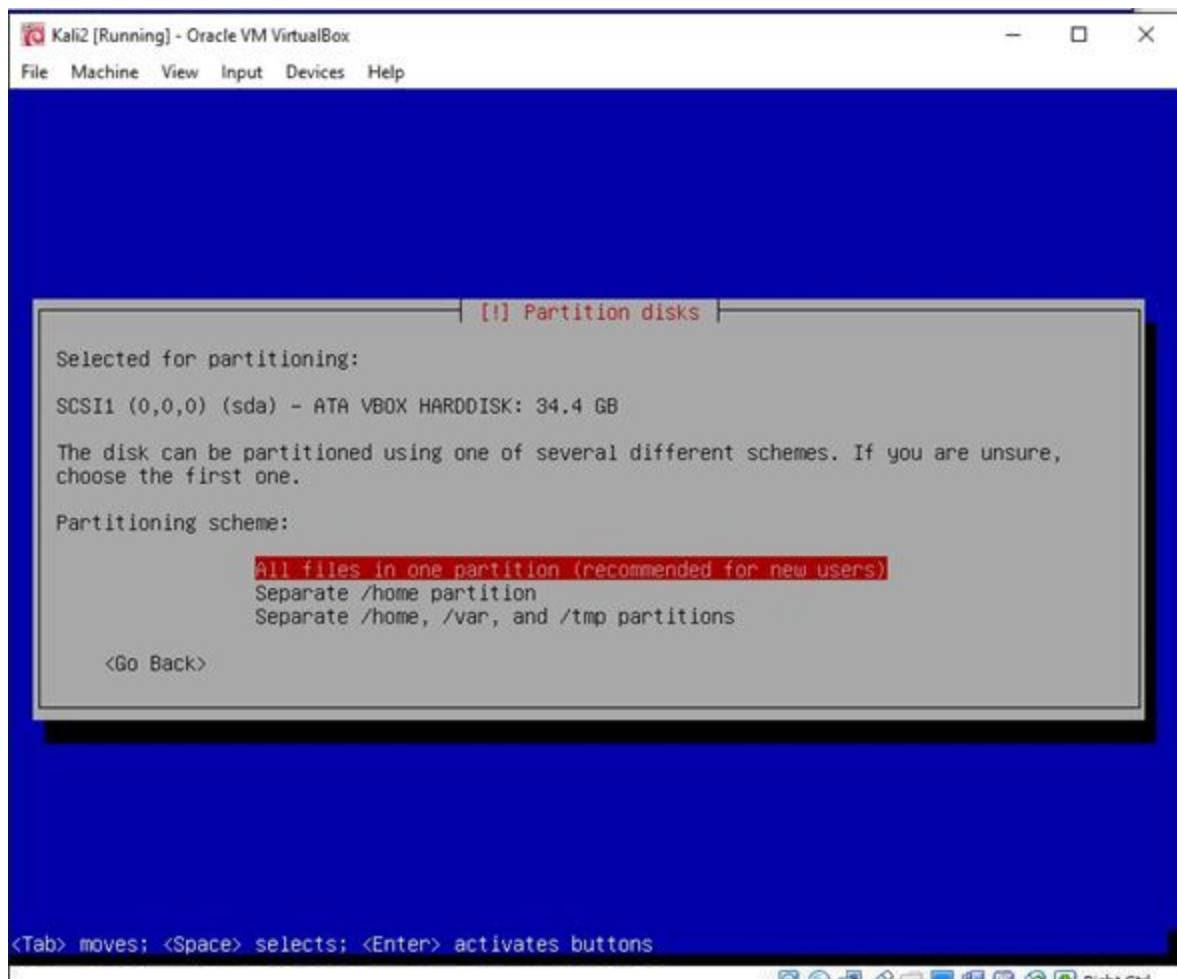 Kali2 [Running] - Oracle VM VirtualBox
File Machine View Input Devices Help
[!] Partition disks
Selected for partitioning:
SCSI1 (0,0,0) (sda) - ATA VBOX HARDDISK: 34.4 GB
The disk can be partitioned using one of several different schemes. If you are unsure,
choose the first one.
Partitioning scheme:
All files in one partition (recommended for new users)
Separate /home partition
Separate /home, /var, and /tmp partitions
<Go Back>
<Tab> moves; <Space> selects; <Enter> activates buttons
Right Ctrl